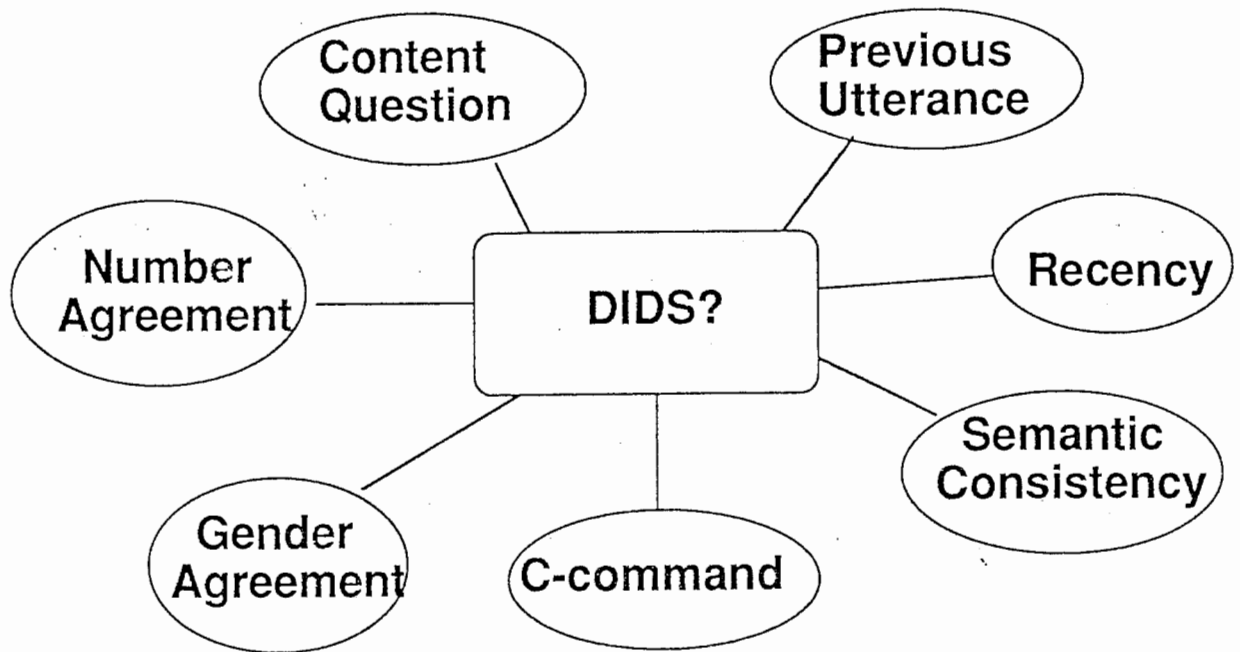 Content
Question
Previous
Utterance
Number
Agreement
DIDS?
Recency
Semantic
Consistency
Gender
Agreement
C-command